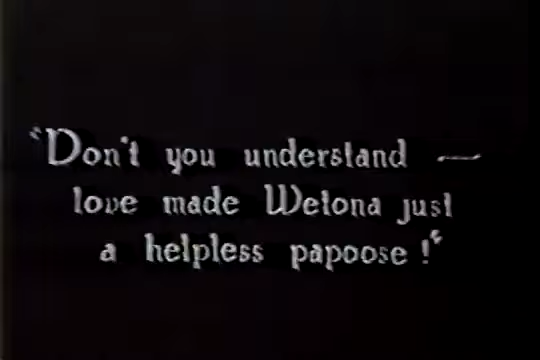 "Don't you understand —
love made Wetona just
a helpless papoose!"